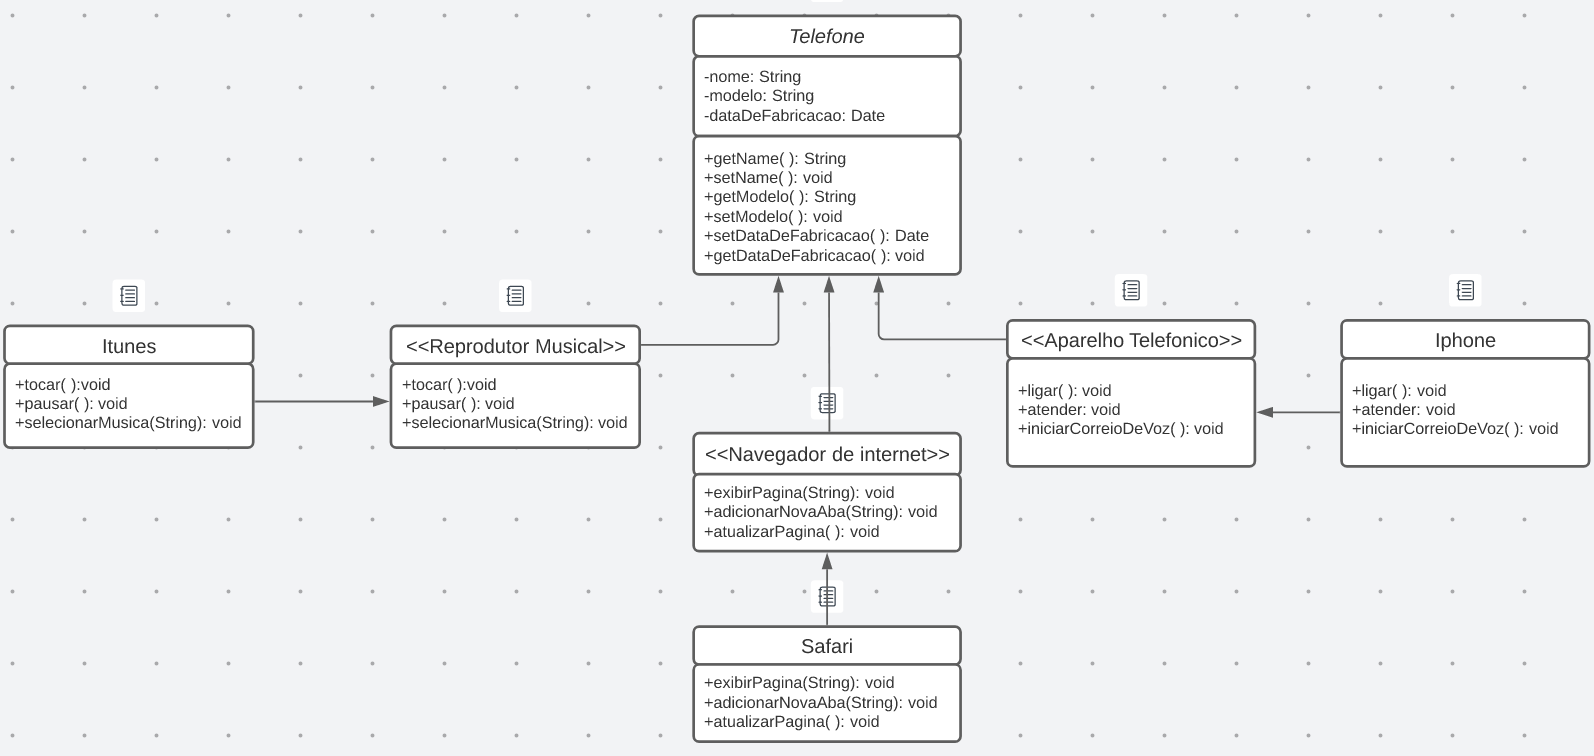 Telefone
-nome: String
-modelo: String
-dataDeFabricacao: Date
+getName( ): String
+setName( ): void
+getModelo( ): String
+setModelo( ): void
+setDataDeFabricacao( ): Date
+getDataDeFabricacao( ): void
Itunes
+tocar( ):void
+pausar( ): void
+selecionarMusica(String): void
<<Reprodutor Musical>>
+tocar( ):void
+pausar( ): void
+selecionarMusica(String): void
<<Aparelho Telefonico>>
+ligar( ): void
+atender: void
+iniciarCorreioDeVoz( ): void
Iphone
+ligar( ): void
+atender: void
+iniciarCorreioDeVoz( ): void
<<Navegador de internet>>
+exibirPagina(String): void
+adicionarNovaAba(String): void
+atualizarPagina( ): void
Safari
+exibirPagina(String): void
+adicionarNovaAba(String): void
+atualizarPagina( ): void